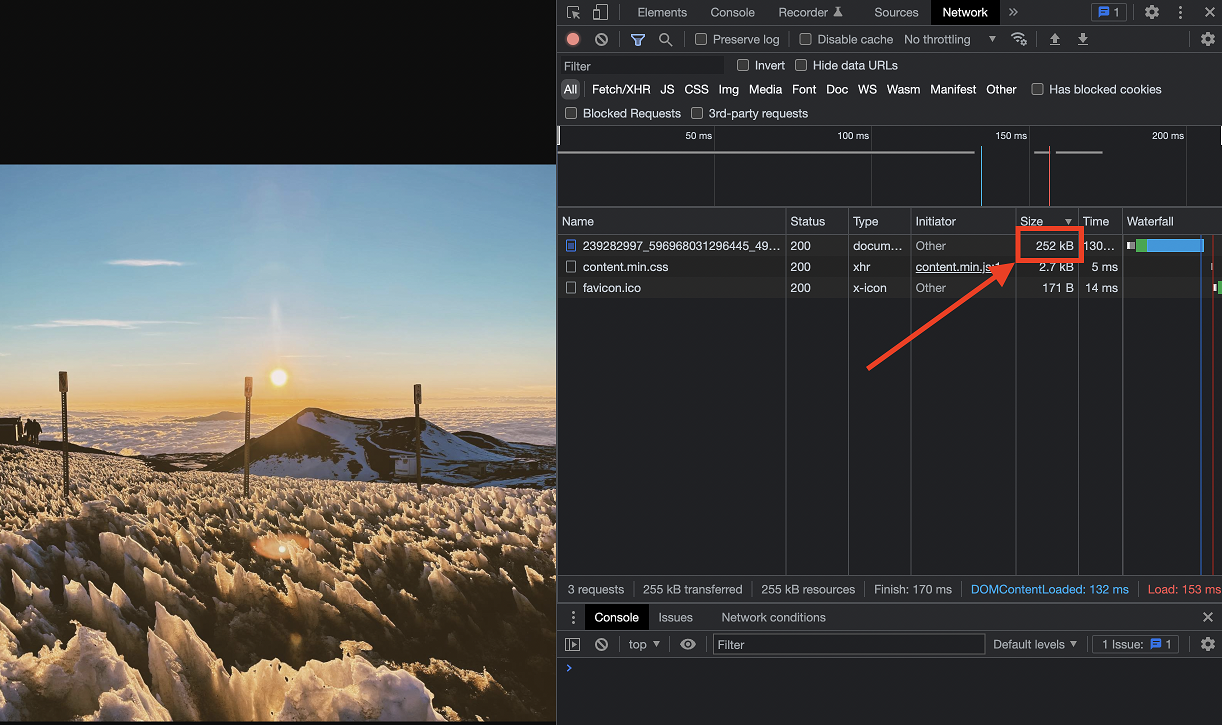 Elements Console Recorder Sources Network » 1
Preserve log Disable cache No throttling
Filter Invert Hide data URLs
All Fetch/XHR JS CSS Img Media Font Doc WS Wasm Manifest Other Has blocked cookies
Blocked Requests 3rd-party requests
50 ms 100 ms 150 ms 200 ms
Name Status Type Initiator Size Time Waterfall
239282997_596968031296445_49... 200 docum... Other 252 kB 130...
content.min.css 200 xhr content.min.js:1 2.7 kB 5 ms
favicon.ico 200 x-icon Other 171 B 14 ms
3 requests 255 kB transferred 255 kB resources Finish: 170 ms DOMContentLoaded: 132 ms Load: 153 ms
Console Issues Network conditions
top Filter Default levels 1 Issue: 1